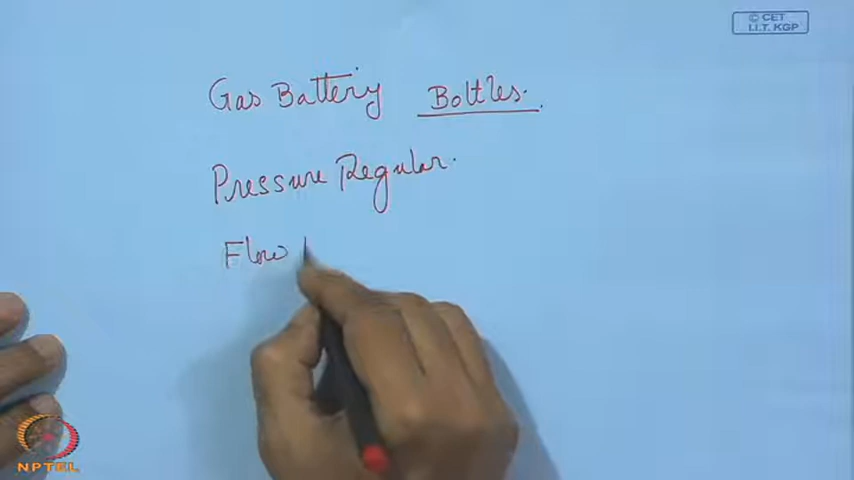 © CET
I.I.T. KGP
Gas Battery Bottles.
Pressure Regular.
Flow
NPTEL